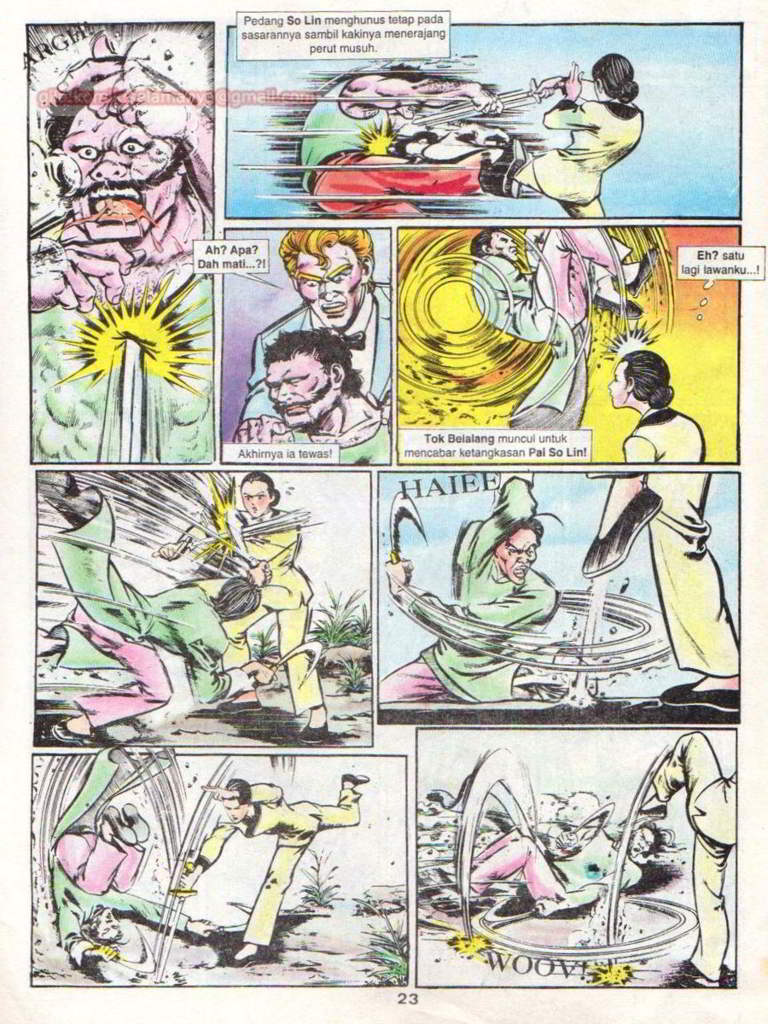 ARGH!
Pedang So Lin menghunus tetap pada
sasarannya sambil kakinya menerajang
perut musuh.
Ah? Apa?
Dah mati...?!
Akhirnya ia tewas!
Eh? satu
lagi lawanku...!
Tok Belalang muncul untuk
mencabar ketangkasan Pai So Lin!
HAIEE
WOOV!
23